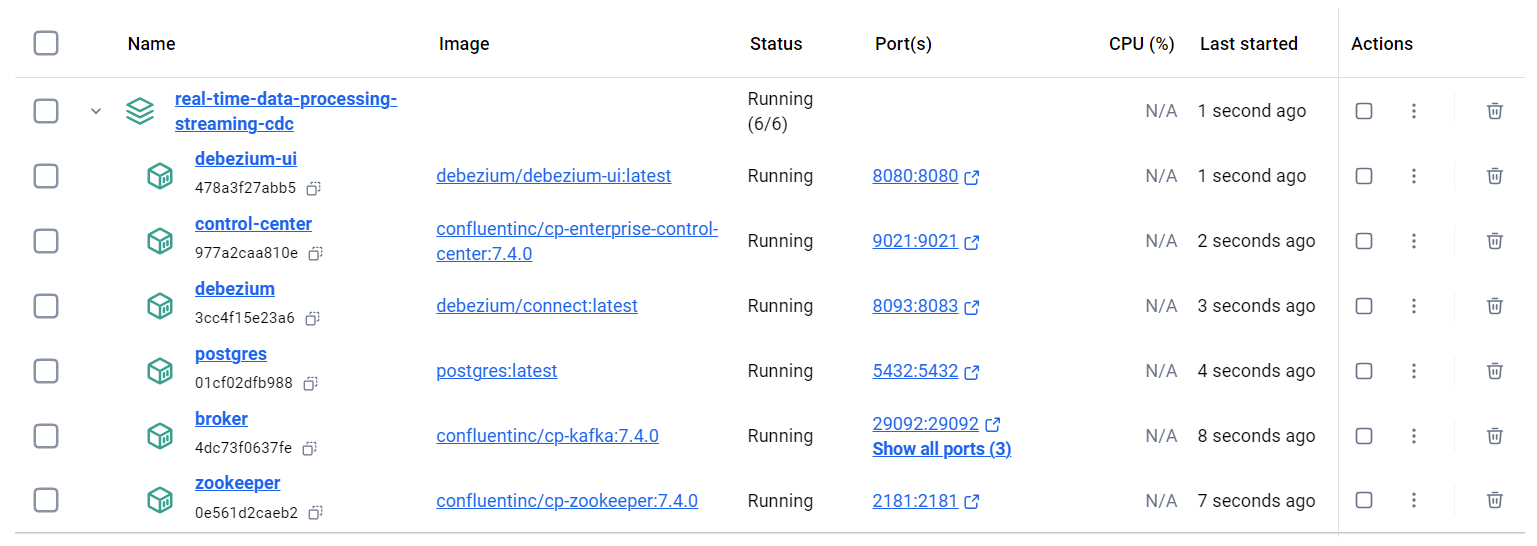 Name Image Status Port(s) CPU (%) Last started Actions
real-time-data-processing-
streaming-cdc
Running
(6/6)
N/A 1 second ago
debezium-ui
478a3f27abb5
debezium/debezium-ui:latest Running 8080:8080 N/A 1 second ago
control-center
977a2caa810e
confluentinc/cp-enterprise-control-
center:7.4.0
Running 9021:9021 N/A 2 seconds ago
debezium
3cc4f15e23a6
debezium/connect:latest Running 8093:8083 N/A 3 seconds ago
postgres
01cf02dfb988
postgres:latest Running 5432:5432 N/A 4 seconds ago
broker
4dc73f0637fe
confluentinc/cp-kafka:7.4.0 Running
29092:29092
Show all ports (3)
N/A 8 seconds ago
zookeeper
0e561d2caeb2
confluentinc/cp-zookeeper:7.4.0 Running 2181:2181 N/A 7 seconds ago